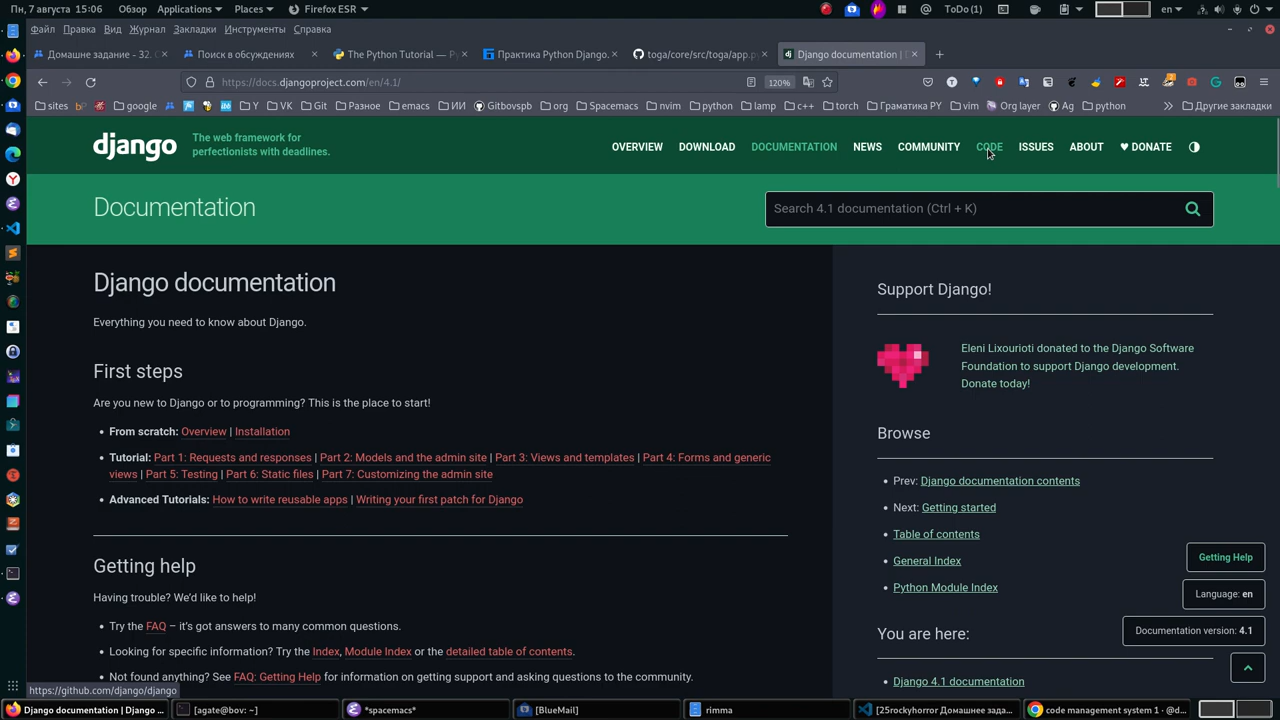 Пн, 7 августа 15:06
Обзор
Applications
Places
Firefox ESR
ToDo (1)
en
Файл Правка Вид Журнал Закладки Инструменты Справка
Домашне задание - 32.
Поиск в обсуждениях
The Python Tutorial — Py
Практика Python Django.
toga/core/src/toga/app.py
Django documentation | D
https://docs.djangoproject.com/en/4.1/
120%
sites
google
Y
VK
Git
Разное
emacs
ИИ
Gitbovspb
org
Spacemacs
nvim
python
lamp
c++
torch
Граматика PY
vim
Org layer
Ag
python
Другие закладки
django
The web framework for
perfectionists with deadlines.
OVERVIEW DOWNLOAD DOCUMENTATION NEWS COMMUNITY CODE ISSUES ABOUT ♥ DONATE
Documentation
Search 4.1 documentation (Ctrl + K)
Django documentation
Everything you need to know about Django.
First steps
Are you new to Django or to programming? This is the place to start!
• From scratch: Overview | Installation
• Tutorial: Part 1: Requests and responses | Part 2: Models and the admin site | Part 3: Views and templates | Part 4: Forms and generic
views | Part 5: Testing | Part 6: Static files | Part 7: Customizing the admin site
• Advanced Tutorials: How to write reusable apps | Writing your first patch for Django
Getting help
Having trouble? We'd like to help!
• Try the FAQ – it's got answers to many common questions.
• Looking for specific information? Try the Index, Module Index or the detailed table of contents.
• Not found anything? See FAQ: Getting Help for information on getting support and asking questions to the community.
Support Django!
Eleni Lixourioti donated to the Django Software
Foundation to support Django development.
Donate today!
Browse
• Prev: Django documentation contents
• Next: Getting started
• Table of contents
• General Index
• Python Module Index
You are here:
• Django 4.1 documentation
Getting Help
Language: en
Documentation version: 4.1
https://github.com/django/django
Django documentation | Django ...
[agate@bov: ~]
*spacemacs*
[BlueMail]
rimma
[25rockyhorror Домашнее зада...
code management system 1 · @d...